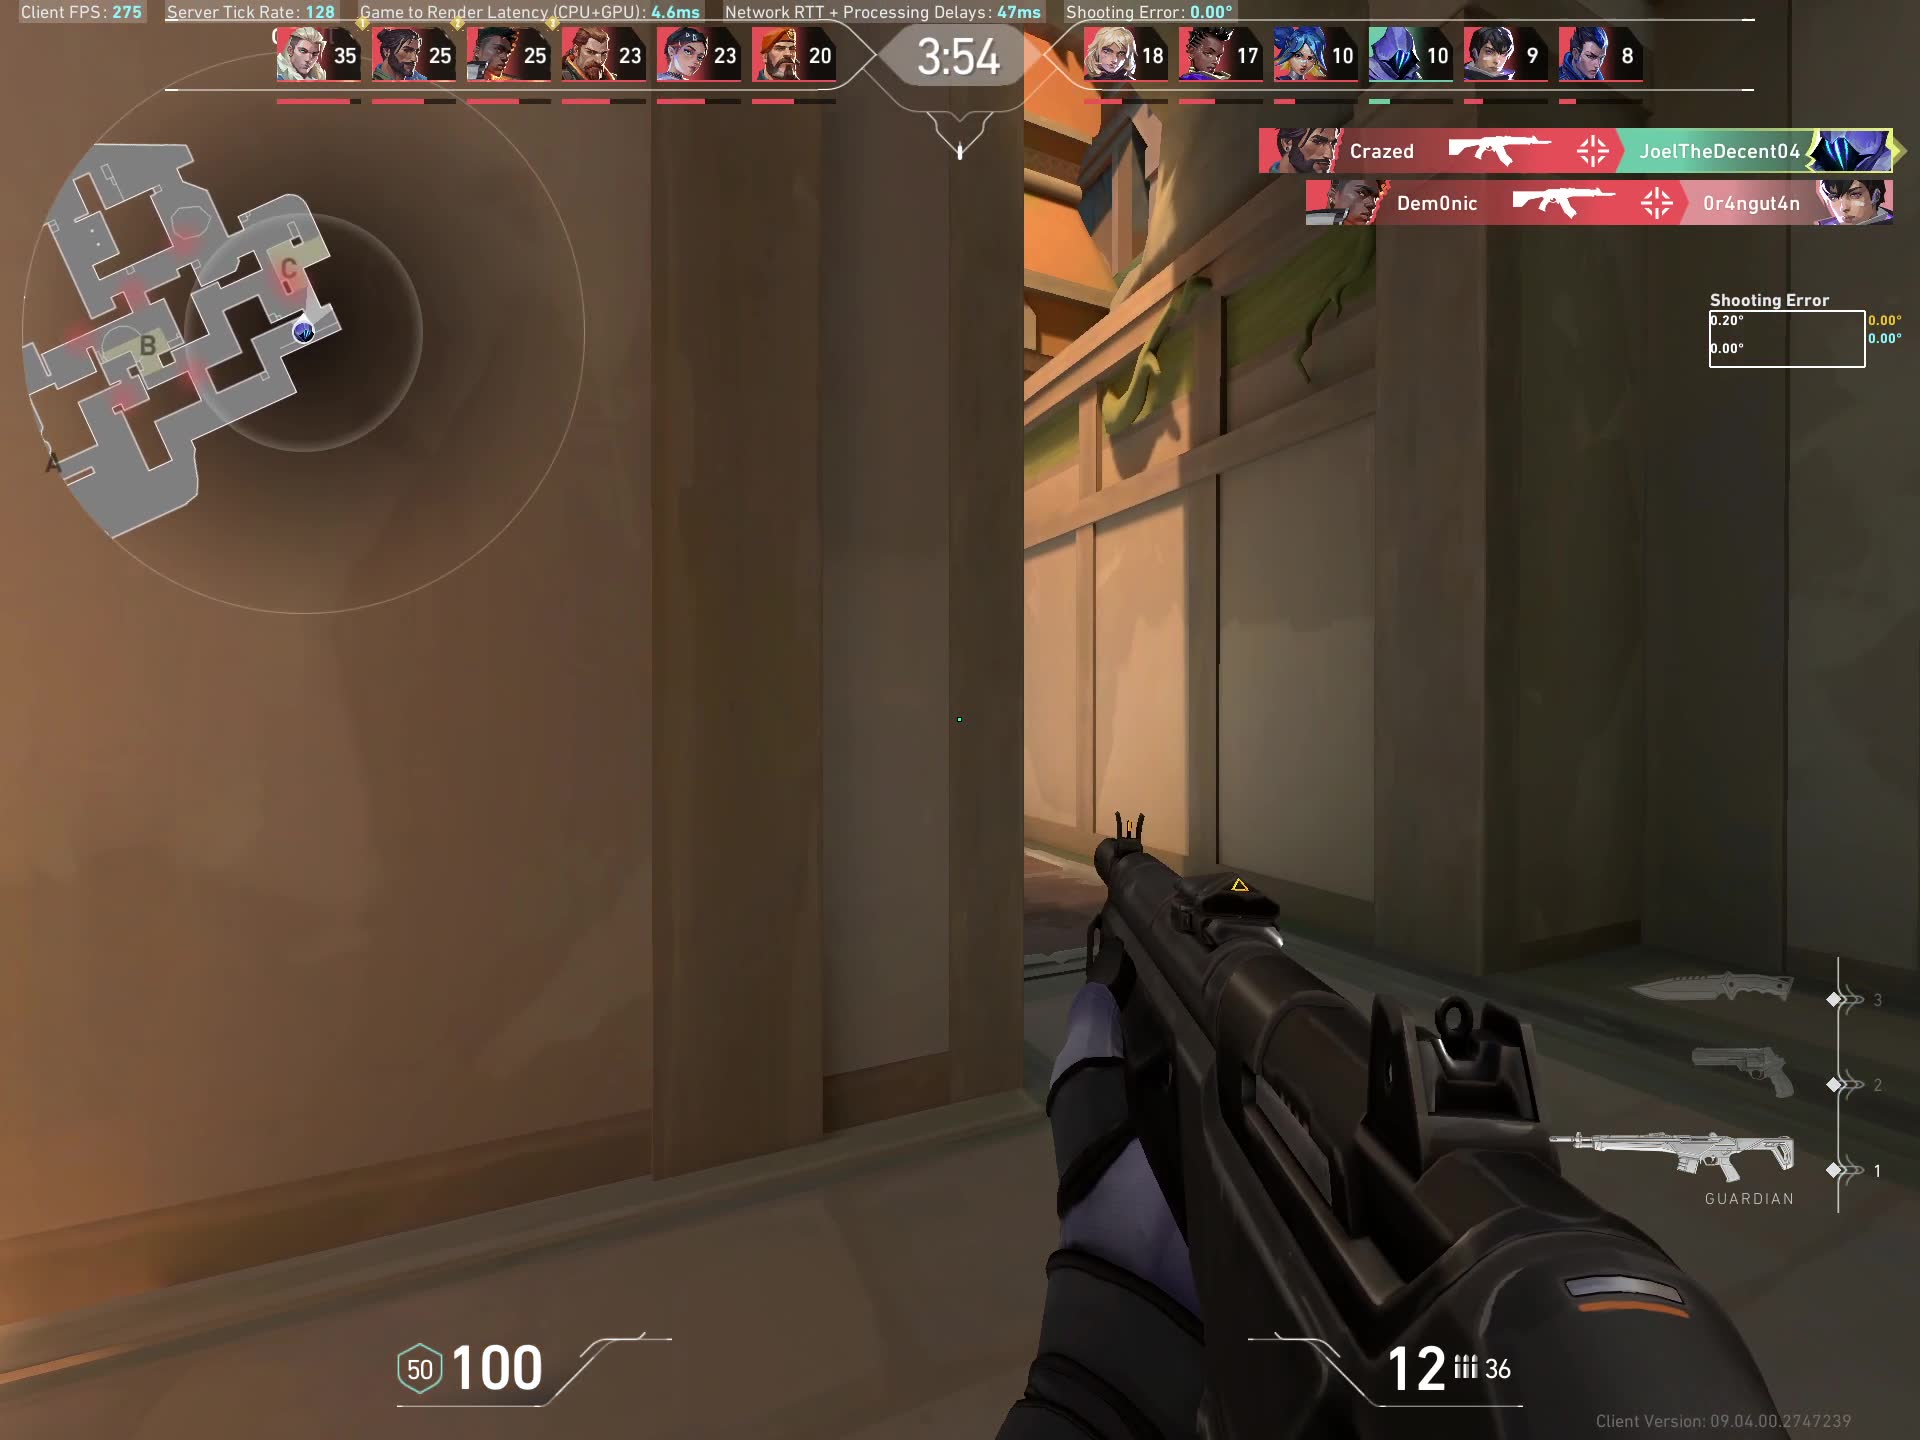 Client FPS: 275 Server Tick Rate: 128 Game to Render Latency (CPU+GPU): 4.6ms Network RTT + Processing Delays: 47ms Shooting Error: 0.00°
35 25 25 23 23 20 3:54 18 17 10 10 9 8
Crazed JoelTheDecent04
Dem0nic 0r4ngut4n
C
B
A
Shooting Error
0.20° 0.00°
0.00°
0.00°
3
2
1
GUARDIAN
50 100 12 36
Client Version: 09.04.00.2747239